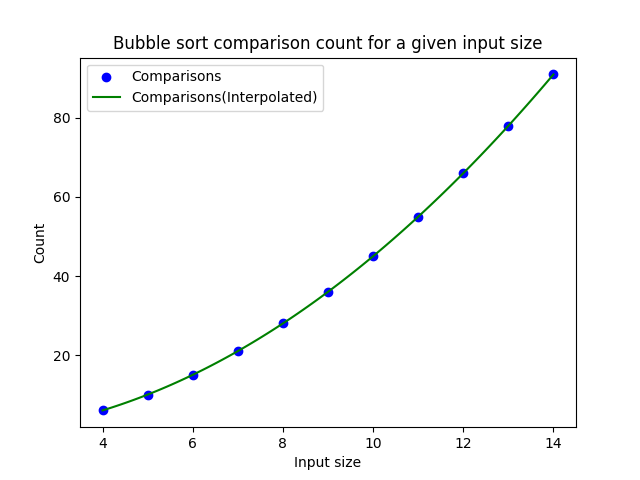 Bubble sort comparison count for a given input size
Comparisons
Comparisons(Interpolated)
80
60
40
20
Count
4 6 8 10 12 14
Input size